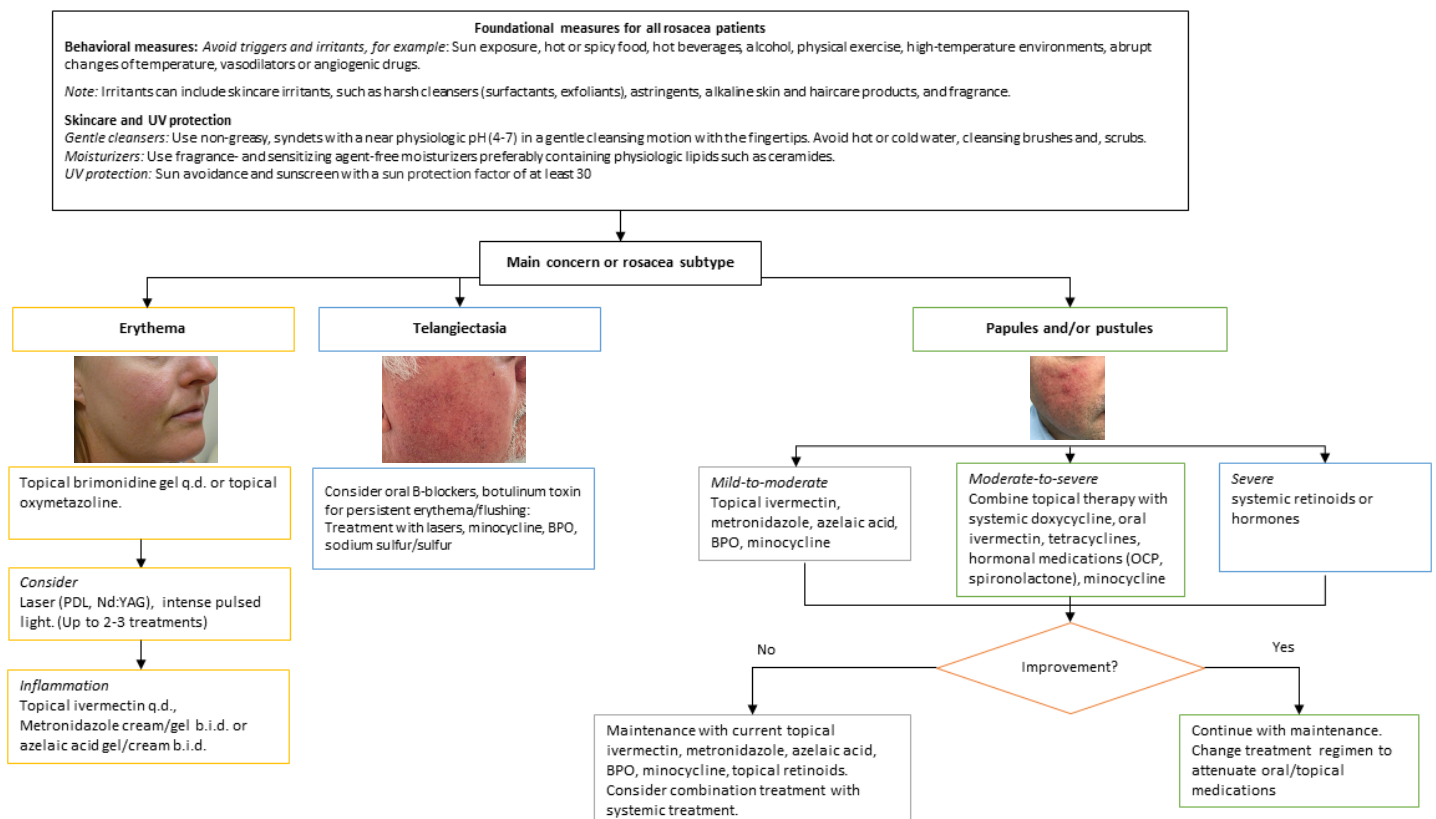 Foundational measures for all rosacea patients
Behavioral measures: Avoid triggers and irritants, for example: Sun exposure, hot or spicy food, hot beverages, alcohol, physical exercise, high-temperature environments, abrupt
changes of temperature, vasodilators or angiogenic drugs.
Note: Irritants can include skincare irritants, such as harsh cleansers (surfactants, exfoliants), astringents, alkaline skin and haircare products, and fragrance.
Skincare and UV protection
Gentle cleansers: Use non-greasy, syndets with a near physiologic pH (4-7) in a gentle cleansing motion with the fingertips. Avoid hot or cold water, cleansing brushes and, scrubs.
Moisturizers: Use fragrance- and sensitizing agent-free moisturizers preferably containing physiologic lipids such as ceramides.
UV protection: Sun avoidance and sunscreen with a sun protection factor of at least 30
Main concern or rosacea subtype
Erythema
Topical brimonidine gel q.d. or topical
oxymetazoline.
Consider
Laser (PDL, Nd:YAG), intense pulsed
light. (Up to 2-3 treatments)
Inflammation
Topical ivermectin q.d.,
Metronidazole cream/gel b.i.d. or
azelaic acid gel/cream b.i.d.
Telangiectasia
Consider oral B-blockers, botulinum toxin
for persistent erythema/flushing:
Treatment with lasers, minocycline, BPO,
sodium sulfur/sulfur
Papules and/or pustules
Mild-to-moderate
Topical ivermectin,
metronidazole, azelaic acid,
BPO, minocycline
Moderate-to-severe
Combine topical therapy with
systemic doxycycline, oral
ivermectin, tetracyclines,
hormonal medications (OCP,
spironolactone), minocycline
Severe
systemic retinoids or
hormones
Improvement?
No
Maintenance with current topical
ivermectin, metronidazole, azelaic acid,
BPO, minocycline, topical retinoids.
Consider combination treatment with
systemic treatment.
Yes
Continue with maintenance.
Change treatment regimen to
attenuate oral/topical
medications